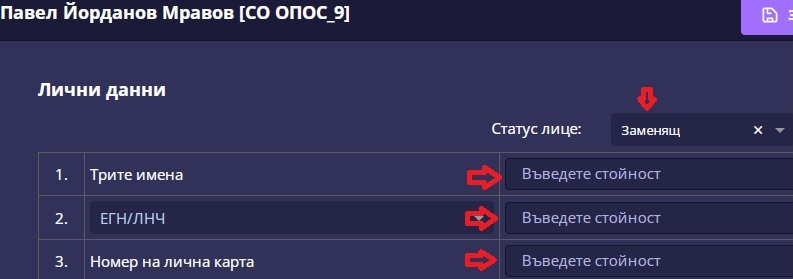 Павел Йорданов Мравов [СО ОПОС_9]
Лични данни
Статус лице: Заменящ
1. Трите имена Въведете стойност
2. ЕГН/ЛНЧ Въведете стойност
3. Номер на лична карта Въведете стойност